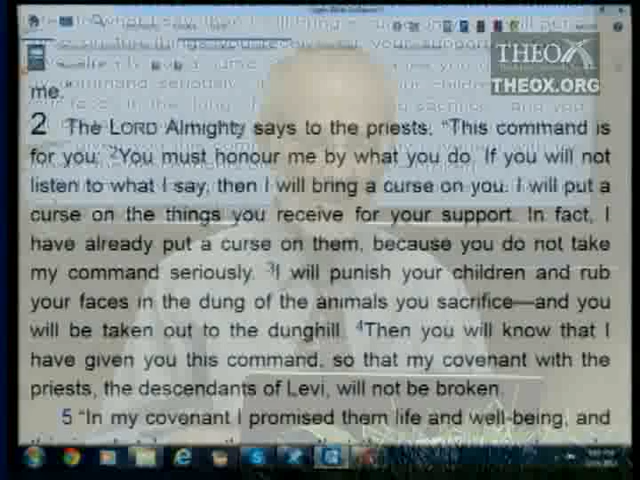 THEOX
THEOX.ORG
me."
2 The LORD Almighty says to the priests, "This command is
for you: 2You must honour me by what you do. If you will not
listen to what I say, then I will bring a curse on you. I will put a
curse on the things you receive for your support. In fact, I
have already put a curse on them, because you do not take
my command seriously. 3I will punish your children and rub
your faces in the dung of the animals you sacrifice—and you
will be taken out to the dunghill. 4Then you will know that I
have given you this command, so that my covenant with the
priests, the descendants of Levi, will not be broken.
5 "In my covenant I promised them life and well-being, and